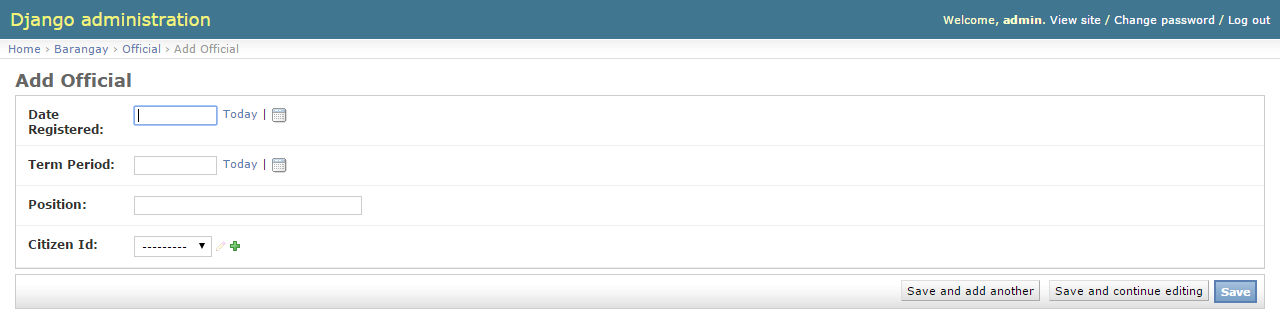 Django administration
Welcome, admin. View site / Change password / Log out
Home › Barangay › Official › Add Official
Add Official
Date Registered:
Today |
Term Period:
Today |
Position:
Citizen Id:
---------
Save and add another
Save and continue editing
Save